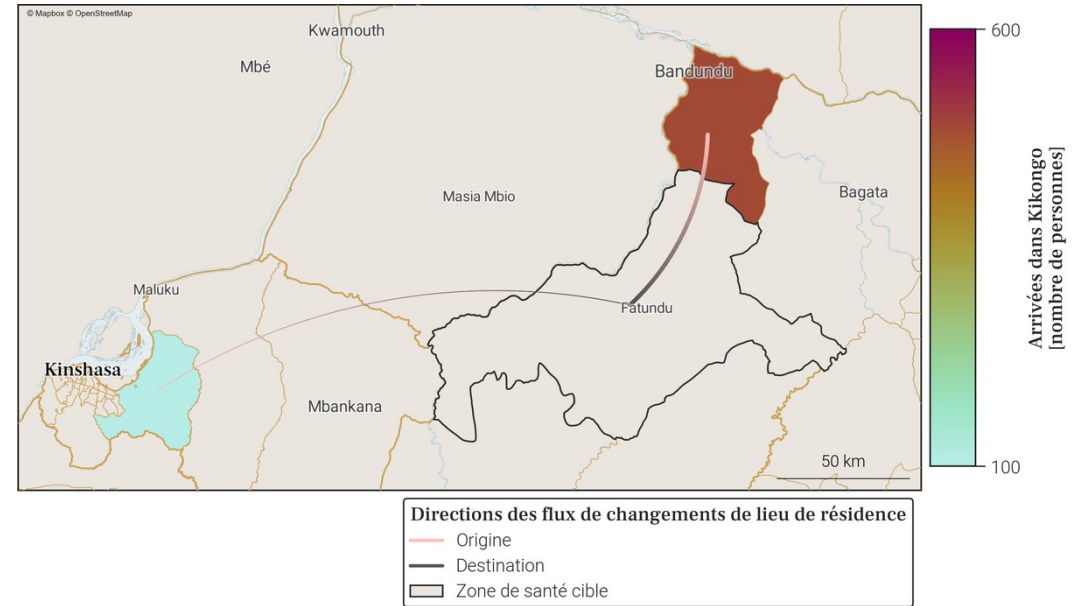 © Mapbox © OpenStreetMap
Kwamouth
Mbé
Bandundu
Masia Mbio
Bagata
Maluku
Fatundu
Kinshasa
Mbankana
50 km
600
100
Arrivées dans Kikongo
[nombre de personnes]
Directions des flux de changements de lieu de résidence
Origine
Destination
Zone de santé cible